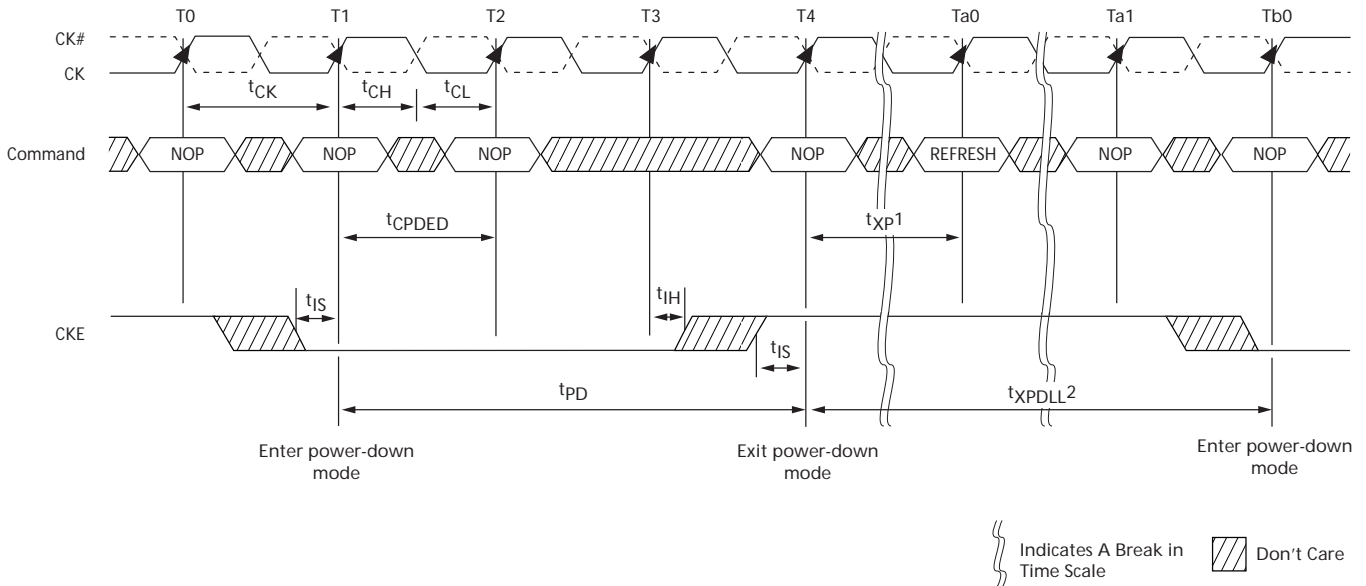 T0 T1 T2 T3 T4 Ta0 Ta1 Tb0
CK#
CK
tCK tCH tCL
Command NOP NOP NOP NOP REFRESH NOP NOP
tCPDED tXP1
tIS tIH
CKE
tIS
tPD tXPDLL2
Enter power-down
mode
Exit power-down
mode
Enter power-down
mode
Indicates A Break in
Time Scale
Don't Care